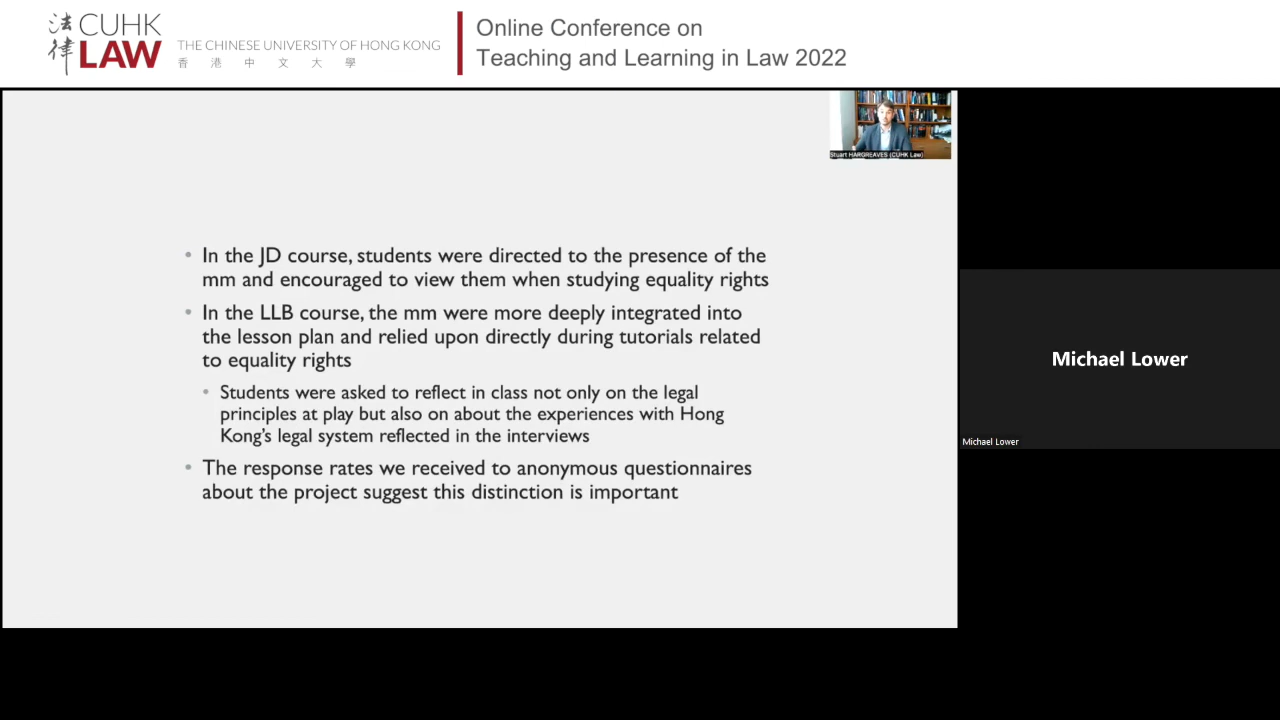 法律
CUHK
LAW
THE CHINESE UNIVERSITY OF HONG KONG
香港中文大學
Online Conference on
Teaching and Learning in Law 2022
Stuart HARGREAVES (CUHK Law)
• In the JD course, students were directed to the presence of the
mm and encouraged to view them when studying equality rights
• In the LLB course, the mm were more deeply integrated into
the lesson plan and relied upon directly during tutorials related
to equality rights
• Students were asked to reflect in class not only on the legal
principles at play but also on about the experiences with Hong
Kong's legal system reflected in the interviews
• The response rates we received to anonymous questionnaires
about the project suggest this distinction is important
Michael Lower
Michael Lower